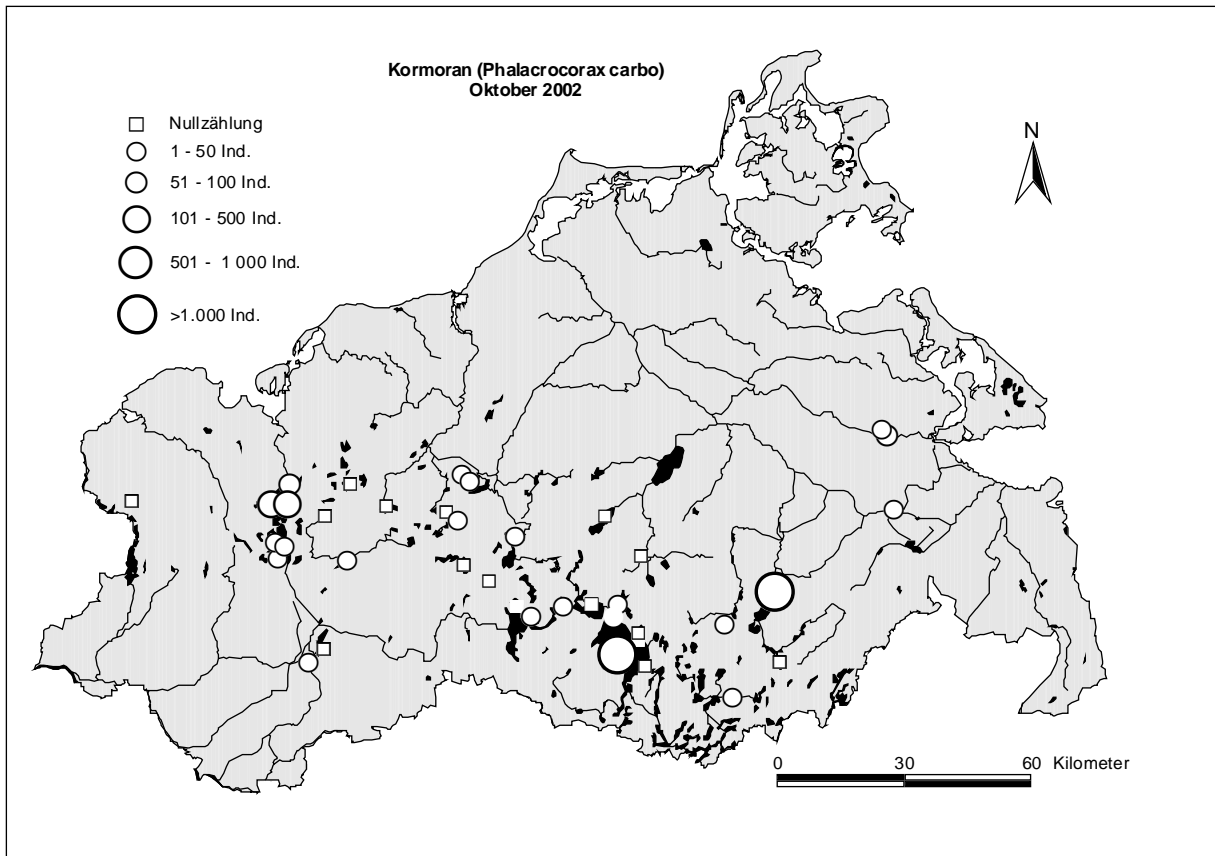 Kormoran (Phalacrocorax carbo)
Oktober 2002
Nullzählung
1 - 50 Ind.
51 - 100 Ind.
101 - 500 Ind.
501 - 1 000 Ind.
>1.000 Ind.
N
0 30 60 Kilometer